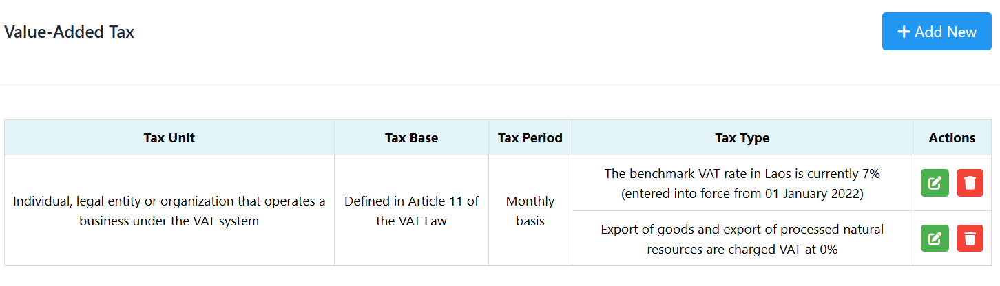 Value-Added Tax
Add New
Tax Unit
Tax Base
Tax Period
Tax Type
Actions
Individual, legal entity or organization that operates a
business under the VAT system
Defined in Article 11 of
the VAT Law
Monthly
basis
The benchmark VAT rate in Laos is currently 7%
(entered into force from 01 January 2022)
Export of goods and export of processed natural
resources are charged VAT at 0%